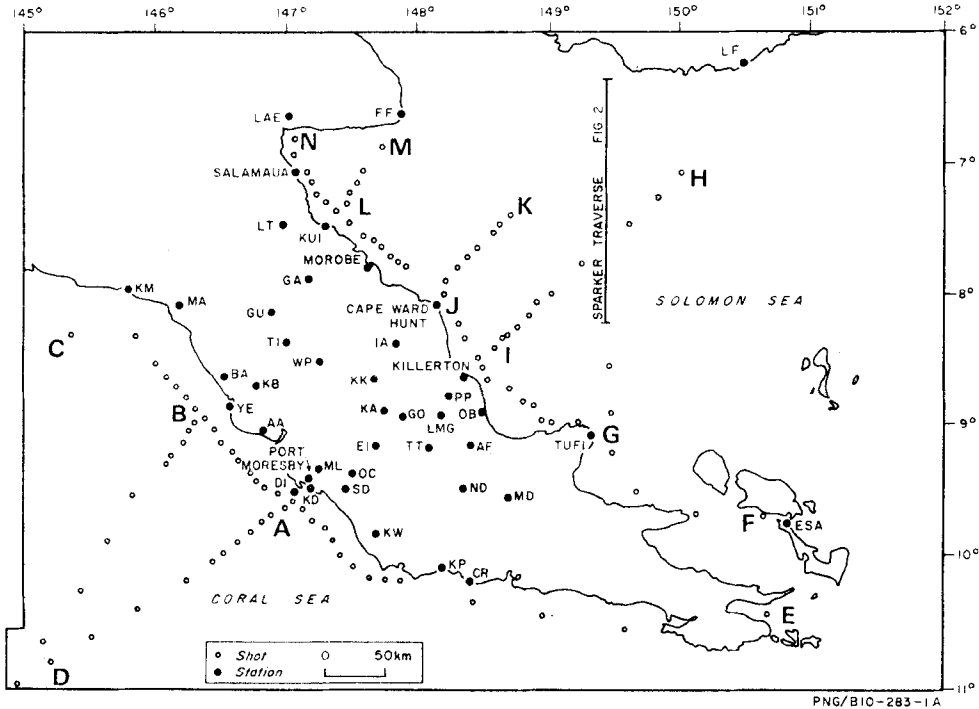 145° 146° 147° 148° 149° 150° 151° 152°
6°
LF
FF
LAE
N
M
7°
SALAMAUA
H
L
K
SPARKER TRAVERSE FIG. 2
LT
KUI
MOROBE
GA
KM
MA
J
8°
CAPE WARD
HUNT
SOLOMON SEA
GU
C
TI
IA
I
WP
KILLERTON
BA
KB
KK
PP
B
YE
KA
GO
LMG
OB
9°
AA
G
EI
TT
AF
TUFI
PORT
MORESBY
ML
OC
DI
KD
SD
ND
MD
A
F
ESA
KW
10°
KP
CR
CORAL SEA
E
Shot 0 50km
Station
D
11°
PNG/B10-283-1A